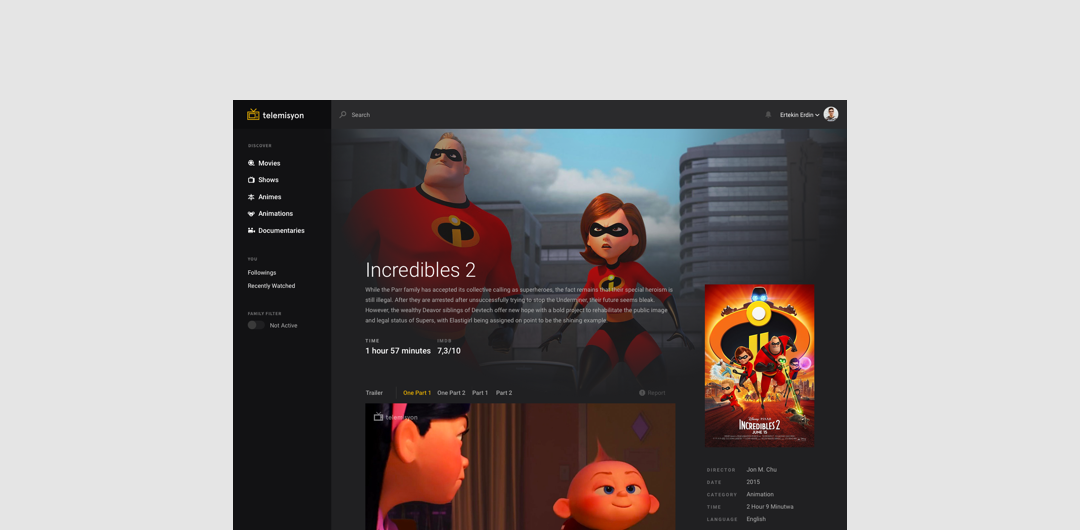 telemisyon
Search
Ertekin Erdin
DISCOVER
Movies
Shows
Animes
Animations
Documentaries
YOU
Followings
Recently Watched
FAMILY FILTER
Not Active
Incredibles 2
While the Parr family has accepted its collective calling as superheroes, the fact remains that their special heroism is
still illegal. After they are arrested after unsuccessfully trying to stop the Underminer, their future seems bleak.
However, the wealthy Deavor siblings of Devtech offer new hope with a bold project to rehabilitate the public image
and legal status of Supers, with Elastigirl being assigned on point to be the shining example.
TIME
IMDB
1 hour 57 minutes
7,3/10
Trailer
One Part 1
One Part 2
Part 1
Part 2
Report
telemisyon
DISNEY PIXAR
INCREDIBLES 2
JUNE 15
DIRECTOR
Jon M. Chu
DATE
2015
CATEGORY
Animation
TIME
2 Hour 9 Minutwa
LANGUAGE
English